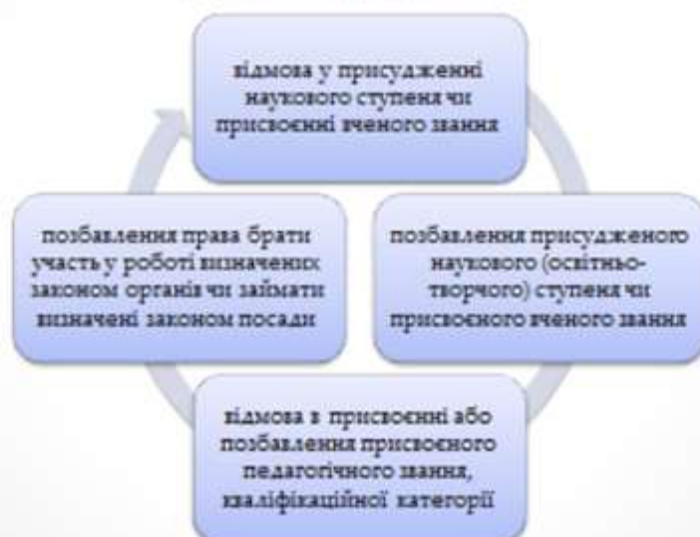 відмова у присудженні
наукового ступеня чи
присвоєнні вченого звання
позбавлення присудженого
наукового (освітньо-
творчого) ступеня чи
присвоєного вченого звання
відмова в присвоєнні або
позбавлення присвоєного
педагогічного звання,
кваліфікаційної категорії
позбавлення права брати
участь у роботі визначених
законом органів чи займати
визначені законом посади